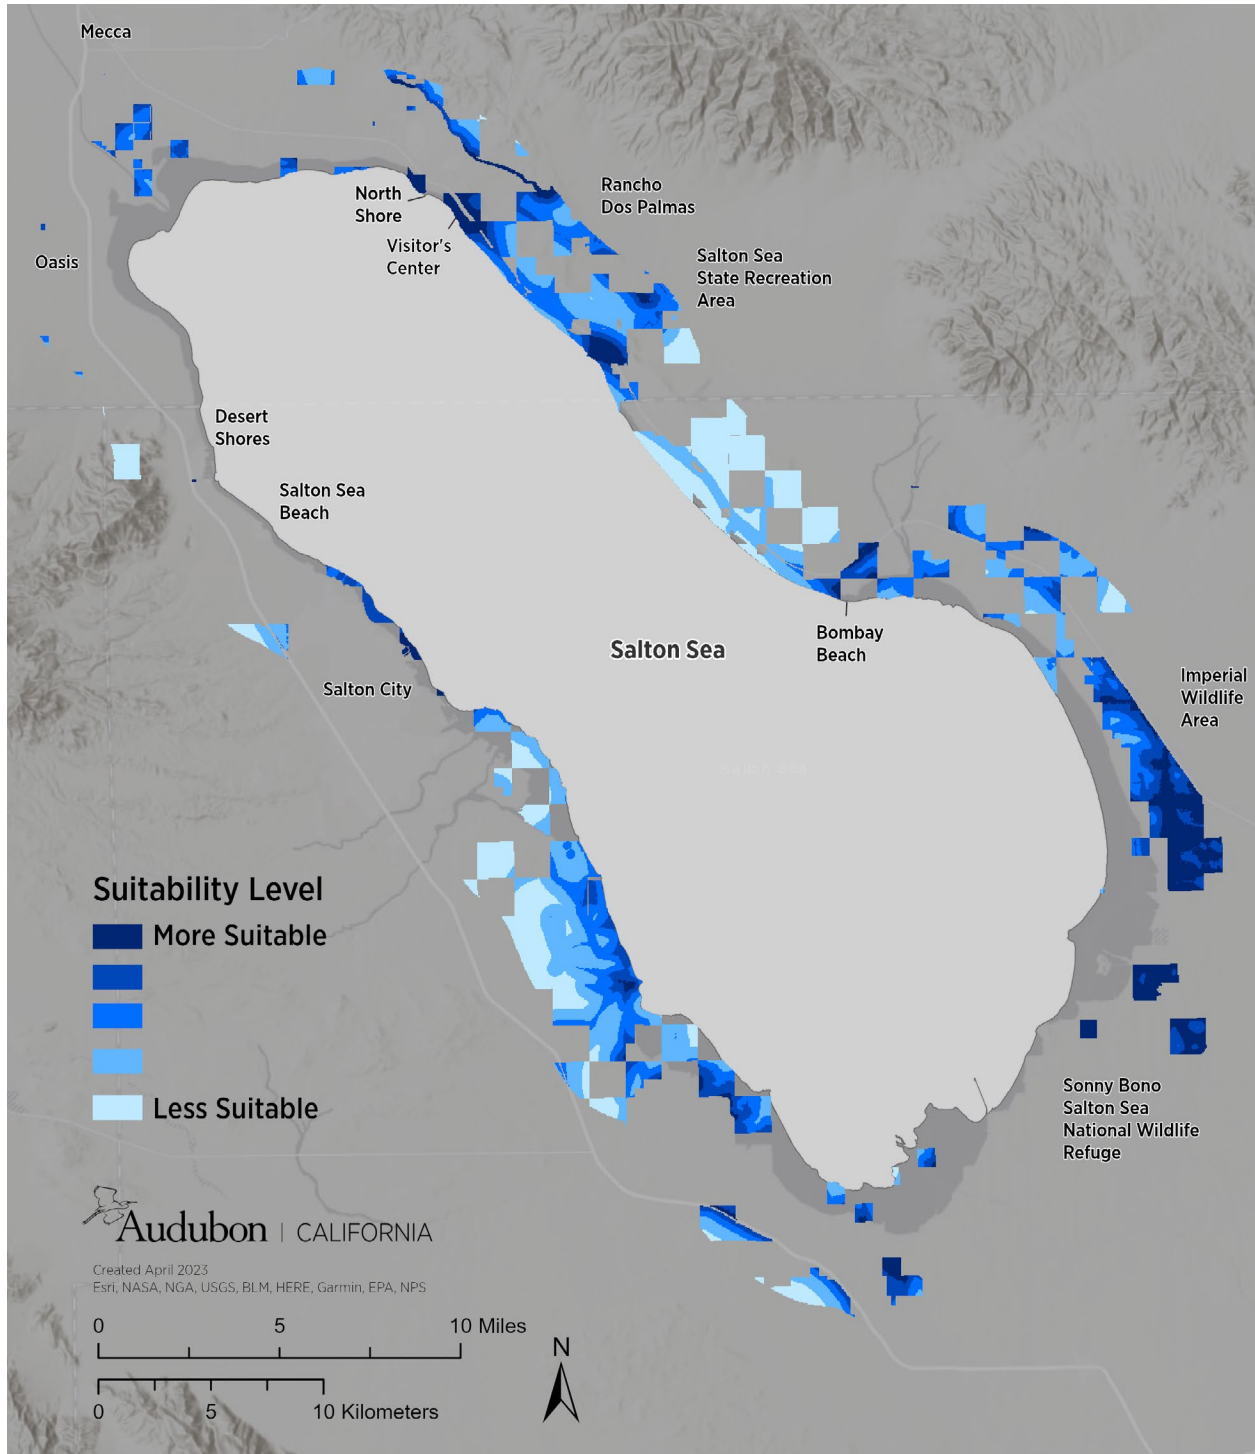 Mecca
North
Shore
Visitor's
Center
Rancho
Dos Palmas
Salton Sea
State Recreation
Area
Oasis
Desert
Shores
Salton Sea
Beach
Salton Sea
Bombay
Beach
Salton City
Imperial
Wildlife
Area
Salton Sea
Suitability Level
More Suitable
Less Suitable
Sonny Bono
Salton Sea
National Wildlife
Refuge
Audubon | CALIFORNIA
Created April 2023
Esri, NASA, NGA, USGS, BLM, HERE, Garmin, EPA, NPS
0 5 10 Miles
0 5 10 Kilometers
N